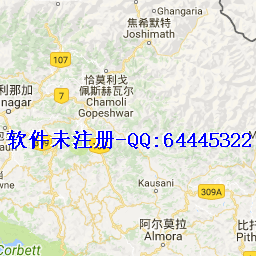 Ghangaria
焦希默特
Joshimath
107
恰莫利戈
佩斯赫瓦尔
Chamoli
Gopeshwar
利那加
nagar
7
软件未注册-QQ:64445322
Kausani
309A
阿尔莫拉
Almora
比托
Pith
Corbett